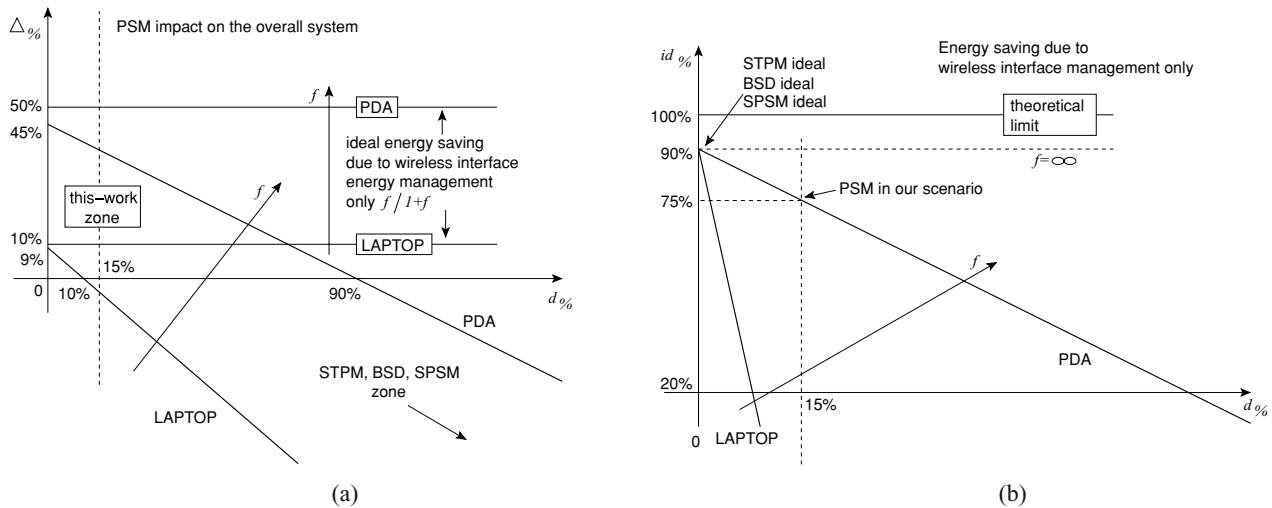 △%
PSM impact on the overall system
50%
45%
f
PDA
ideal energy saving
due to wireless interface
energy management
only f / 1+f
this−work
zone
f
10%
9%
LAPTOP
0
10%
15%
90%
d%
PDA
STPM, BSD, SPSM
zone
LAPTOP
(a)
id%
STPM ideal
BSD ideal
SPSM ideal
Energy saving due to
wireless interface management only
100%
theoretical
limit
90%
f=∞
75%
PSM in our scenario
f
PDA
20%
15%
d%
0
LAPTOP
(b)